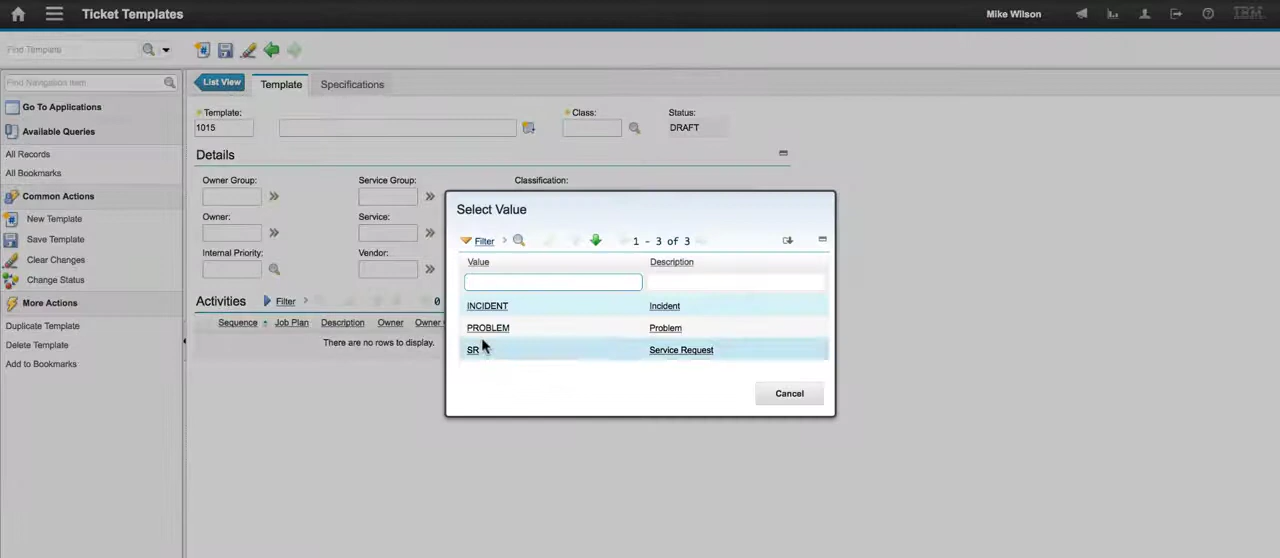 Ticket Templates
Mike Wilson
IBM
Find Template
Find Navigation Item
Go To Applications
Available Queries
All Records
All Bookmarks
Common Actions
New Template
Save Template
Clear Changes
Change Status
More Actions
Duplicate Template
Delete Template
Add to Bookmarks
List View Template Specifications
Template: Class: Status:
1015 DRAFT
Details
Owner Group: Service Group: Classification:
Owner: Service:
Internal Priority: Vendor:
Activities Filter 0
Sequence Job Plan Description Owner Owner
There are no rows to display.
Select Value
Filter 1 - 3 of 3
Value Description
INCIDENT Incident
PROBLEM Problem
SR Service Request
Cancel